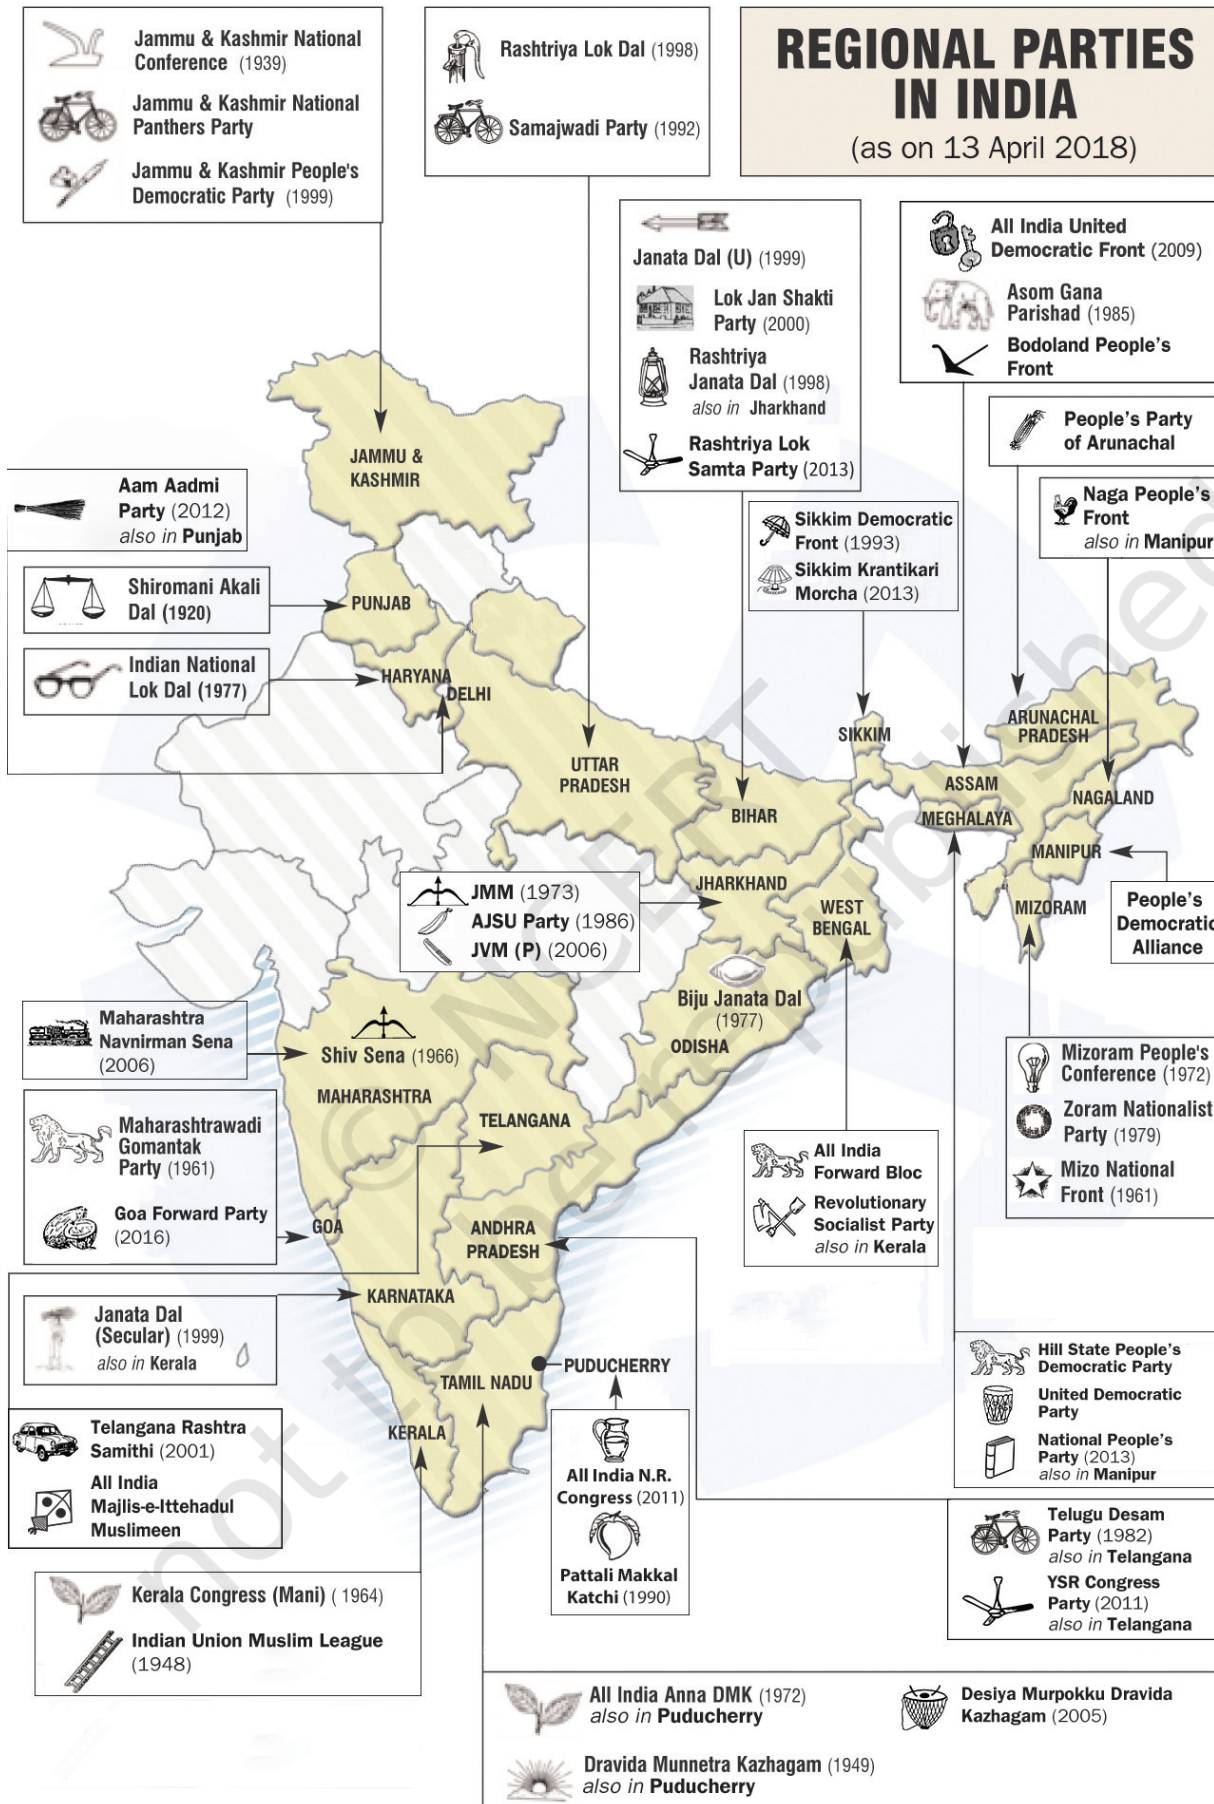 REGIONAL PARTIES
IN INDIA
(as on 13 April 2018)
Jammu & Kashmir National
Conference (1939)
Jammu & Kashmir National
Panthers Party
Jammu & Kashmir People's
Democratic Party (1999)
Rashtriya Lok Dal (1998)
Samajwadi Party (1992)
Janata Dal (U) (1999)
Lok Jan Shakti
Party (2000)
Rashtriya
Janata Dal (1998)
also in Jharkhand
Rashtriya Lok
Samta Party (2013)
All India United
Democratic Front (2009)
Asom Gana
Parishad (1985)
Bodoland People's
Front
People's Party
of Arunachal
Naga People's
Front
also in Manipur
Sikkim Democratic
Front (1993)
Sikkim Krantikari
Morcha (2013)
Aam Aadmi
Party (2012)
also in Punjab
Shiromani Akali
Dal (1920)
Indian National
Lok Dal (1977)
JAMMU &
KASHMIR
PUNJAB
HARYANA
DELHI
UTTAR
PRADESH
BIHAR
SIKKIM
ARUNACHAL
PRADESH
ASSAM
NAGALAND
MEGHALAYA
MANIPUR
MIZORAM
JHARKHAND
WEST
BENGAL
JMM (1973)
AJSU Party (1986)
JVM (P) (2006)
People's
Democratic
Alliance
Biju Janata Dal
(1977)
ODISHA
Maharashtra
Navnirman Sena
(2006)
Shiv Sena (1966)
MAHARASHTRA
TELANGANA
Maharashtrawadi
Gomantak
Party (1961)
Goa Forward Party
(2016)
GOA
ANDHRA
PRADESH
KARNATAKA
Janata Dal
(Secular) (1999)
also in Kerala
Mizoram People's
Conference (1972)
Zoram Nationalist
Party (1979)
Mizo National
Front (1961)
All India
Forward Bloc
Revolutionary
Socialist Party
also in Kerala
PUDUCHERRY
TAMIL NADU
KERALA
Hill State People's
Democratic Party
United Democratic
Party
National People's
Party (2013)
also in Manipur
Telangana Rashtra
Samithi (2001)
All India
Majlis-e-Ittehadul
Muslimeen
All India N.R.
Congress (2011)
Pattali Makkal
Katchi (1990)
Telugu Desam
Party (1982)
also in Telangana
YSR Congress
Party (2011)
also in Telangana
Kerala Congress (Mani) ( 1964)
Indian Union Muslim League
(1948)
All India Anna DMK (1972)
also in Puducherry
Desiya Murpokku Dravida
Kazhagam (2005)
Dravida Munnetra Kazhagam (1949)
also in Puducherry
© NCERT
not to be republished